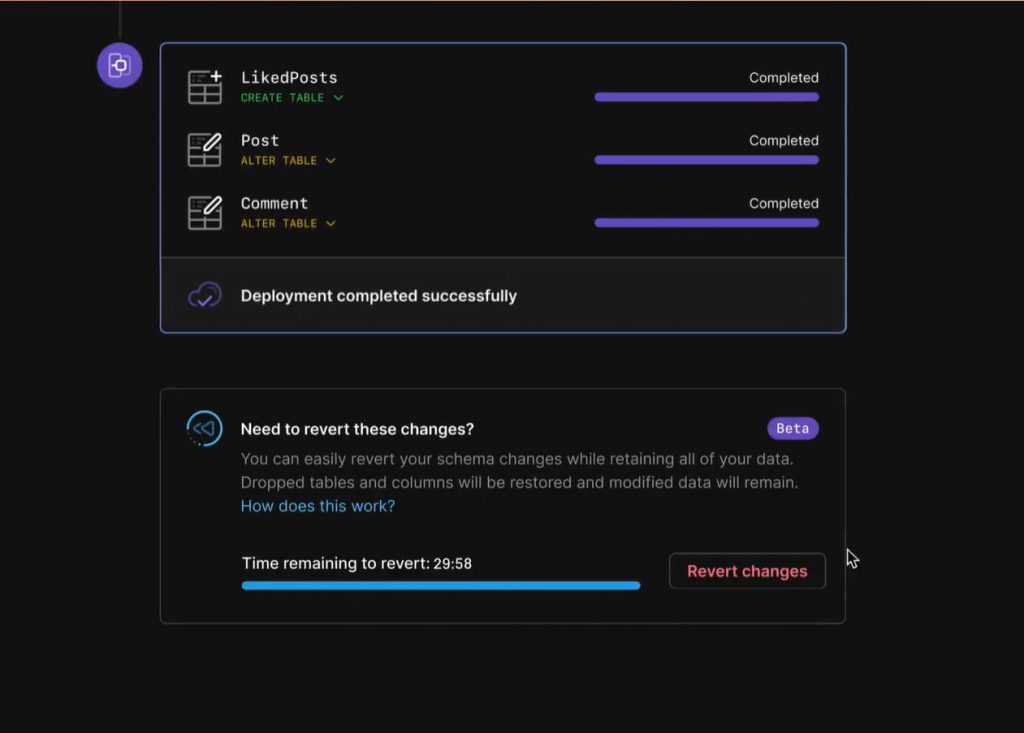 LikedPosts
Completed
CREATE TABLE
Post
Completed
ALTER TABLE
Comment
Completed
ALTER TABLE
Deployment completed successfully
Need to revert these changes?
Beta
You can easily revert your schema changes while retaining all of your data.
Dropped tables and columns will be restored and modified data will remain.
How does this work?
Time remaining to revert: 29:58
Revert changes